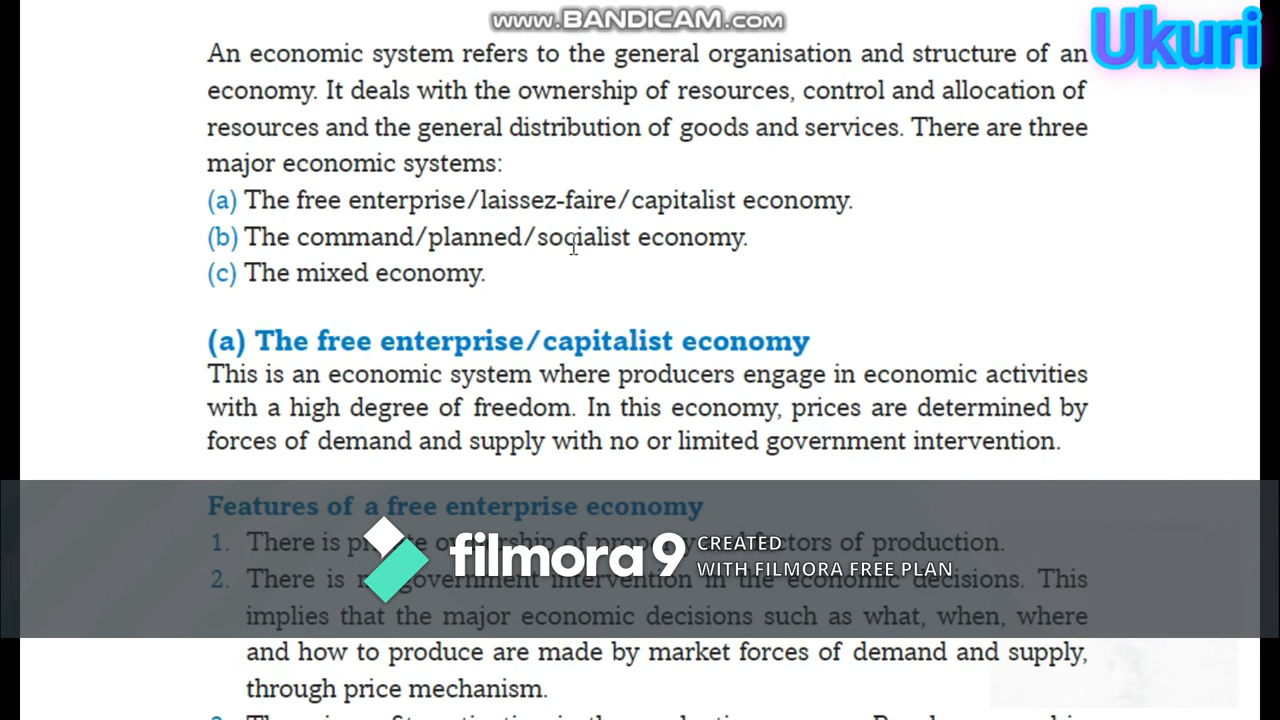 www.BANDICAM.com
Ukuri
An economic system refers to the general organisation and structure of an
economy. It deals with the ownership of resources, control and allocation of
resources and the general distribution of goods and services. There are three
major economic systems:
(a) The free enterprise/laissez-faire/capitalist economy.
(b) The command/planned/socialist economy.
(c) The mixed economy.
(a) The free enterprise/capitalist economy
This is an economic system where producers engage in economic activities
with a high degree of freedom. In this economy, prices are determined by
forces of demand and supply with no or limited government intervention.
Features of a free enterprise economy
1. There is private ownership of property and factors of production.
2. There is no government intervention in the economic decisions. This
implies that the major economic decisions such as what, when, where
and how to produce are made by market forces of demand and supply,
through price mechanism.
filmora9 CREATED
WITH FILMORA FREE PLAN